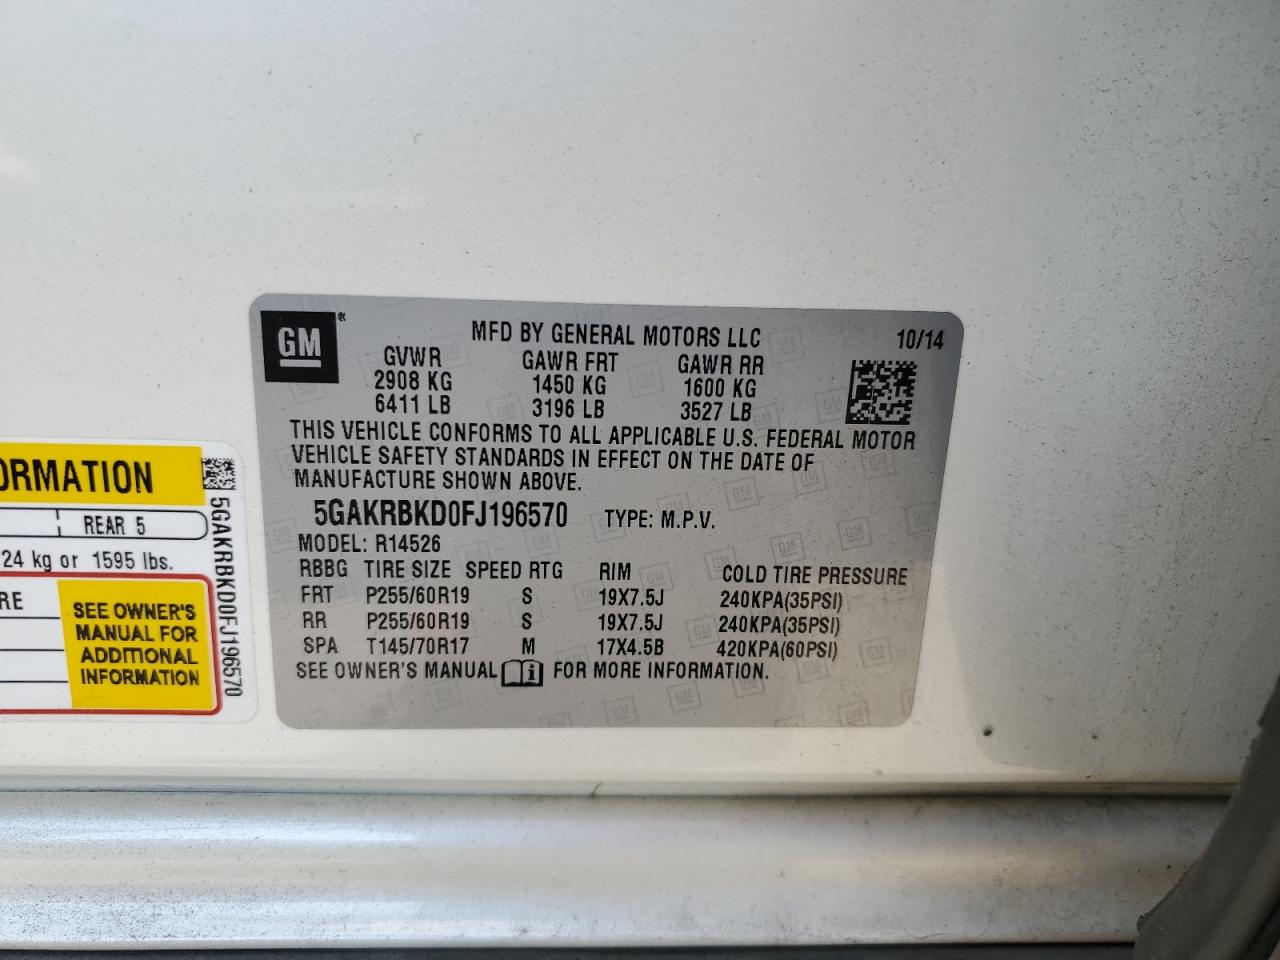 GM®
MFD BY GENERAL MOTORS LLC 10/14
GVWR GAWR FRT GAWR RR
2908 KG 1450 KG 1600 KG
6411 LB 3196 LB 3527 LB
THIS VEHICLE CONFORMS TO ALL APPLICABLE U.S. FEDERAL MOTOR
VEHICLE SAFETY STANDARDS IN EFFECT ON THE DATE OF
MANUFACTURE SHOWN ABOVE.
5GAKRBKD0FJ196570 TYPE: M.P.V.
MODEL: R14526
RBBG TIRE SIZE SPEED RTG RIM COLD TIRE PRESSURE
FRT P255/60R19 S 19X7.5J 240KPA(35PSI)
RR P255/60R19 S 19X7.5J 240KPA(35PSI)
SPA T145/70R17 M 17X4.5B 420KPA(60PSI)
SEE OWNER'S MANUAL i FOR MORE INFORMATION.
ORMATION
REAR 5
24 kg or 1595 lbs.
RE
SEE OWNER'S
MANUAL FOR
ADDITIONAL
INFORMATION
5GAKRBKD0FJ196570